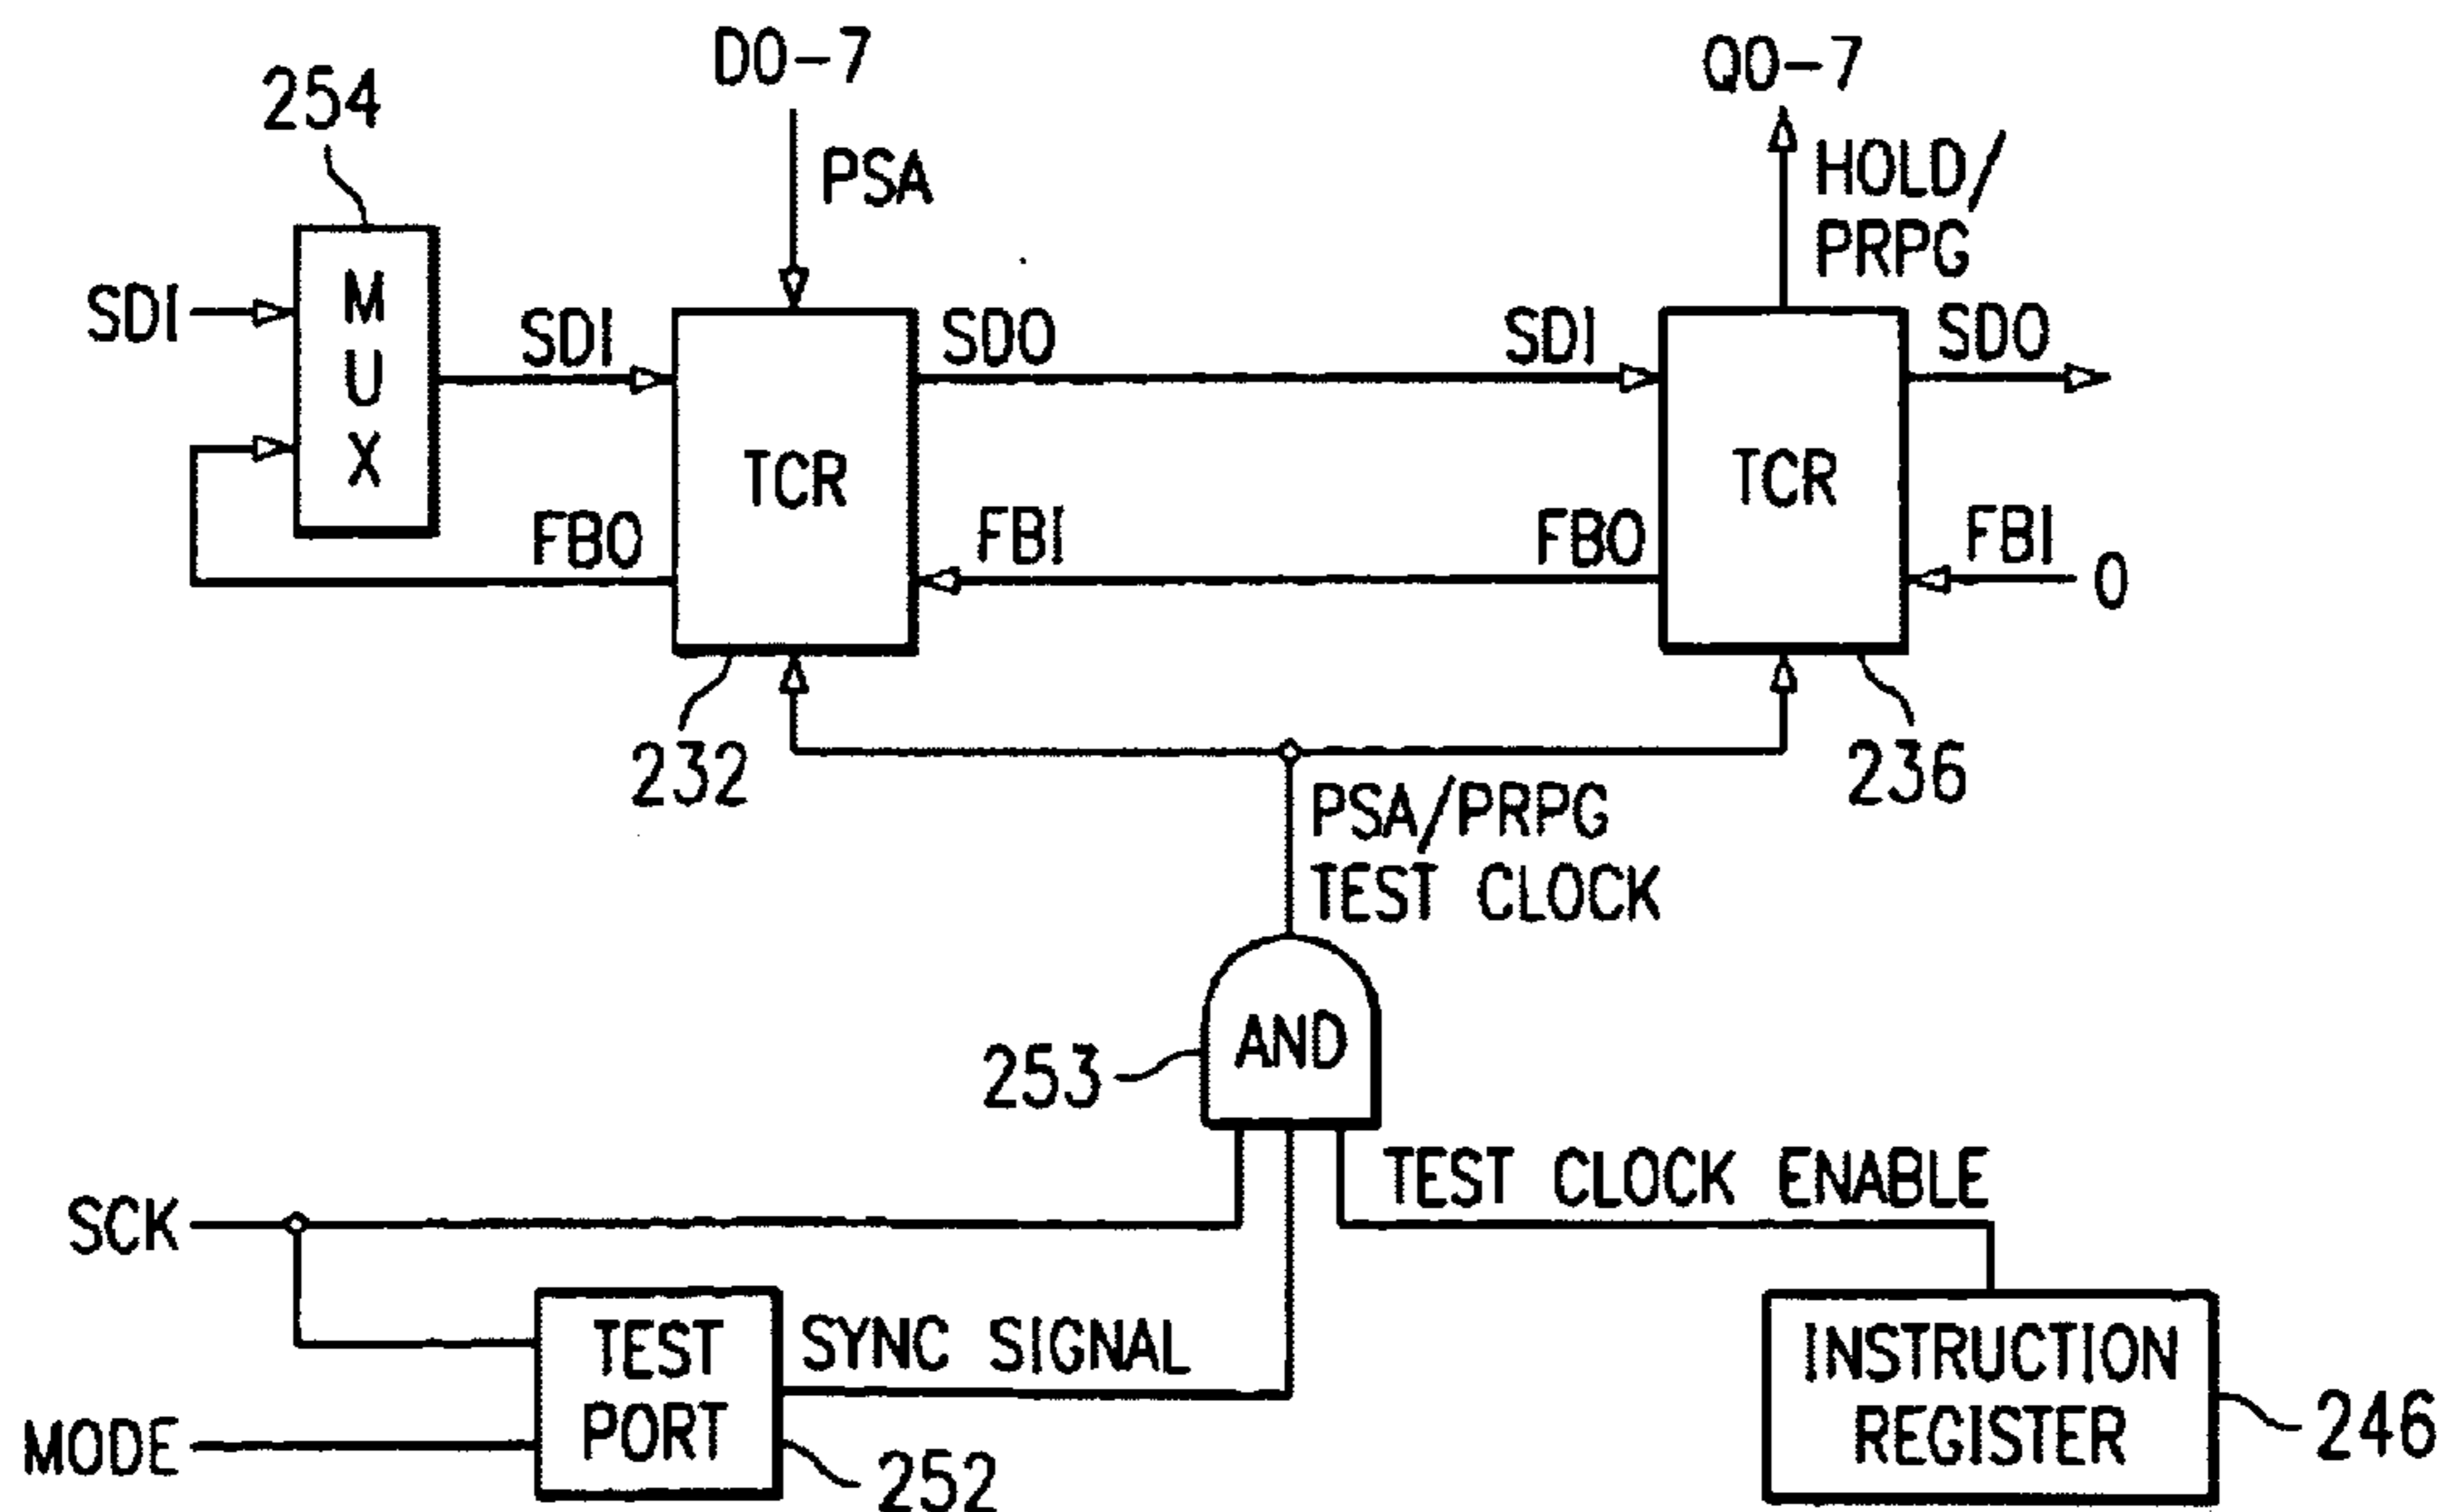 D0-7
Q0-7
254
PSA
HOLD/
PRPG
SDI
M
U
X
SDI
SDO
SDI
SDO
TCR
TCR
FBO
FBI
FBO
FBI
0
232
236
PSA/PRPG
TEST CLOCK
253
AND
TEST CLOCK ENABLE
SCK
TEST
PORT
SYNC SIGNAL
INSTRUCTION
REGISTER
MODE
252
246